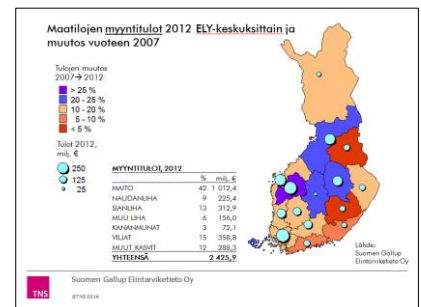 Maatilojen myyntitulot 2012 ELY-keskuksittain ja
muutos vuoteen 2007
Tulojen muutos
2007→ 2012
> 25 %
20 - 25 %
10 - 20 %
5 - 10 %
< 5 %
Tulot 2012,
milj. €
250
125
25
MYYNTITULOT, 2012
% milj. €
MAITO 42 1 012,4
NAUDANLIHA 9 225,4
SIANLIHA 13 312,9
MUU LIHA 6 156,0
KANANMUNAT 3 72,1
VILJAT 15 358,8
MUUT KASVIT 12 288,3
YHTEENSÄ 2 425,9
Lähde:
Suomen Gallup
Elintarviketieto Oy
TNS
Suomen Gallup Elintarviketieto Oy
©TNS 2014